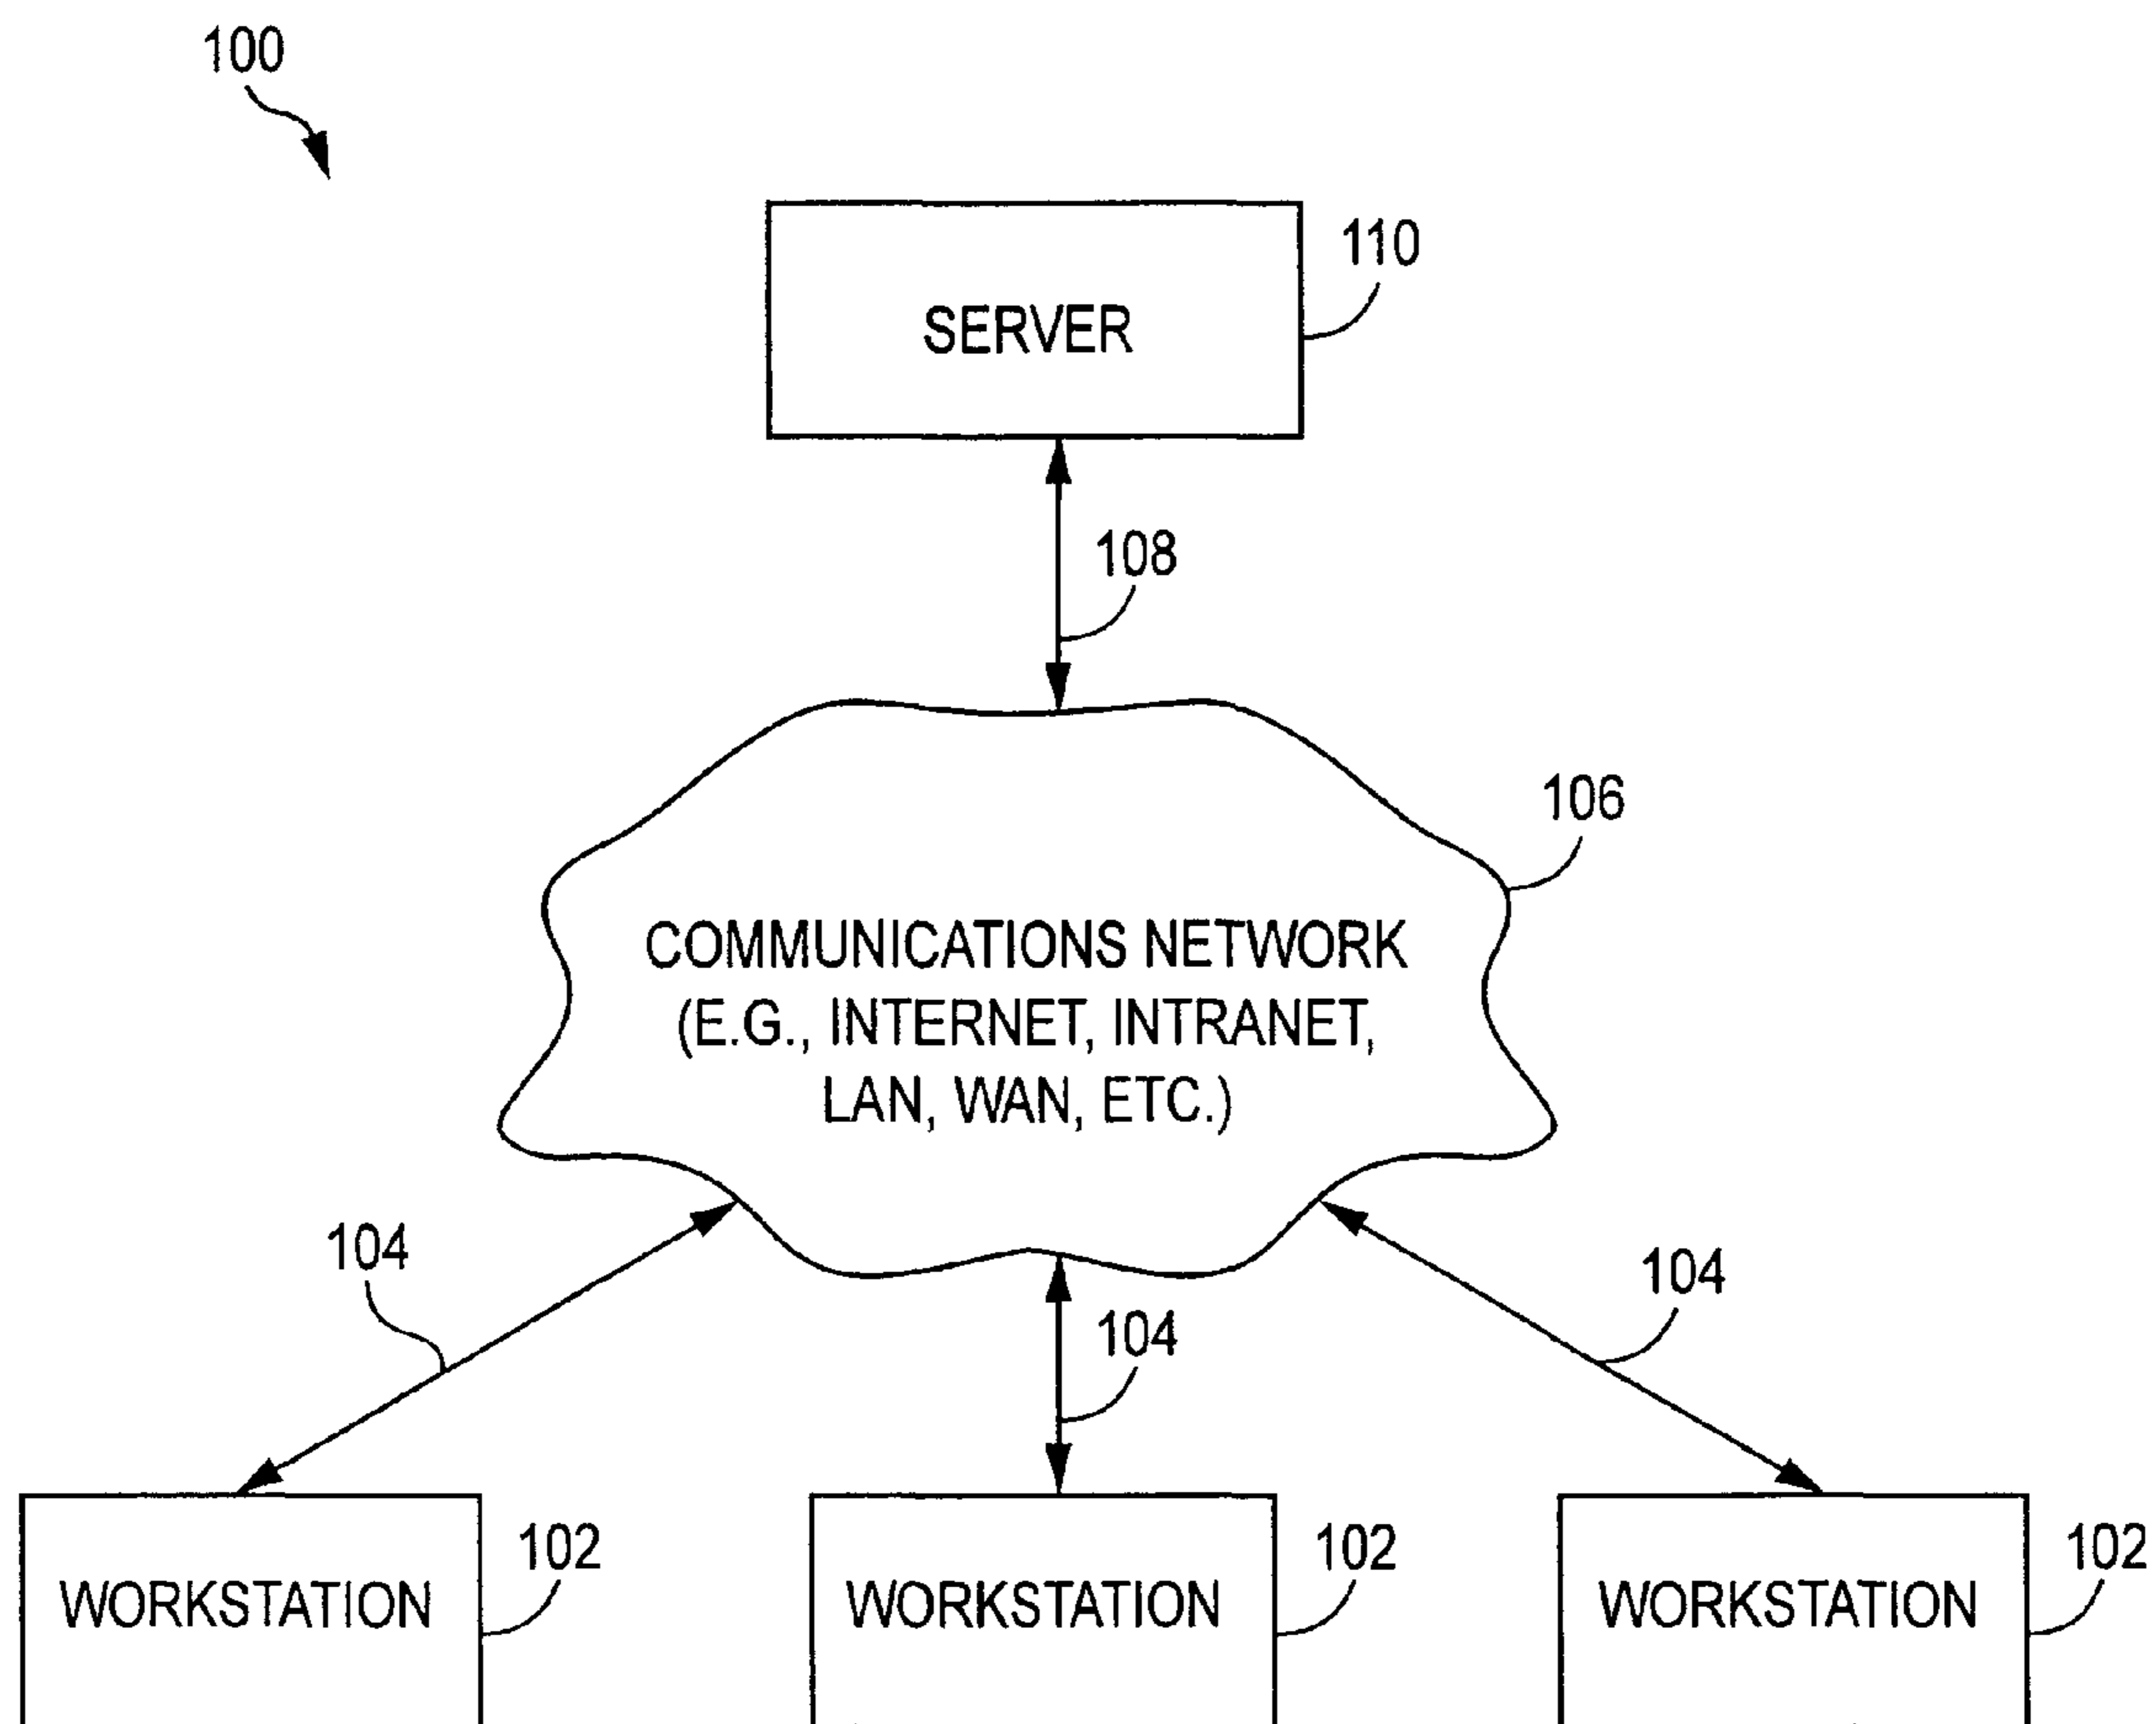 100
110
SERVER
108
106
COMMUNICATIONS NETWORK
(E.G., INTERNET, INTRANET,
LAN, WAN, ETC.)
104
104
104
102
102
102
WORKSTATION
WORKSTATION
WORKSTATION